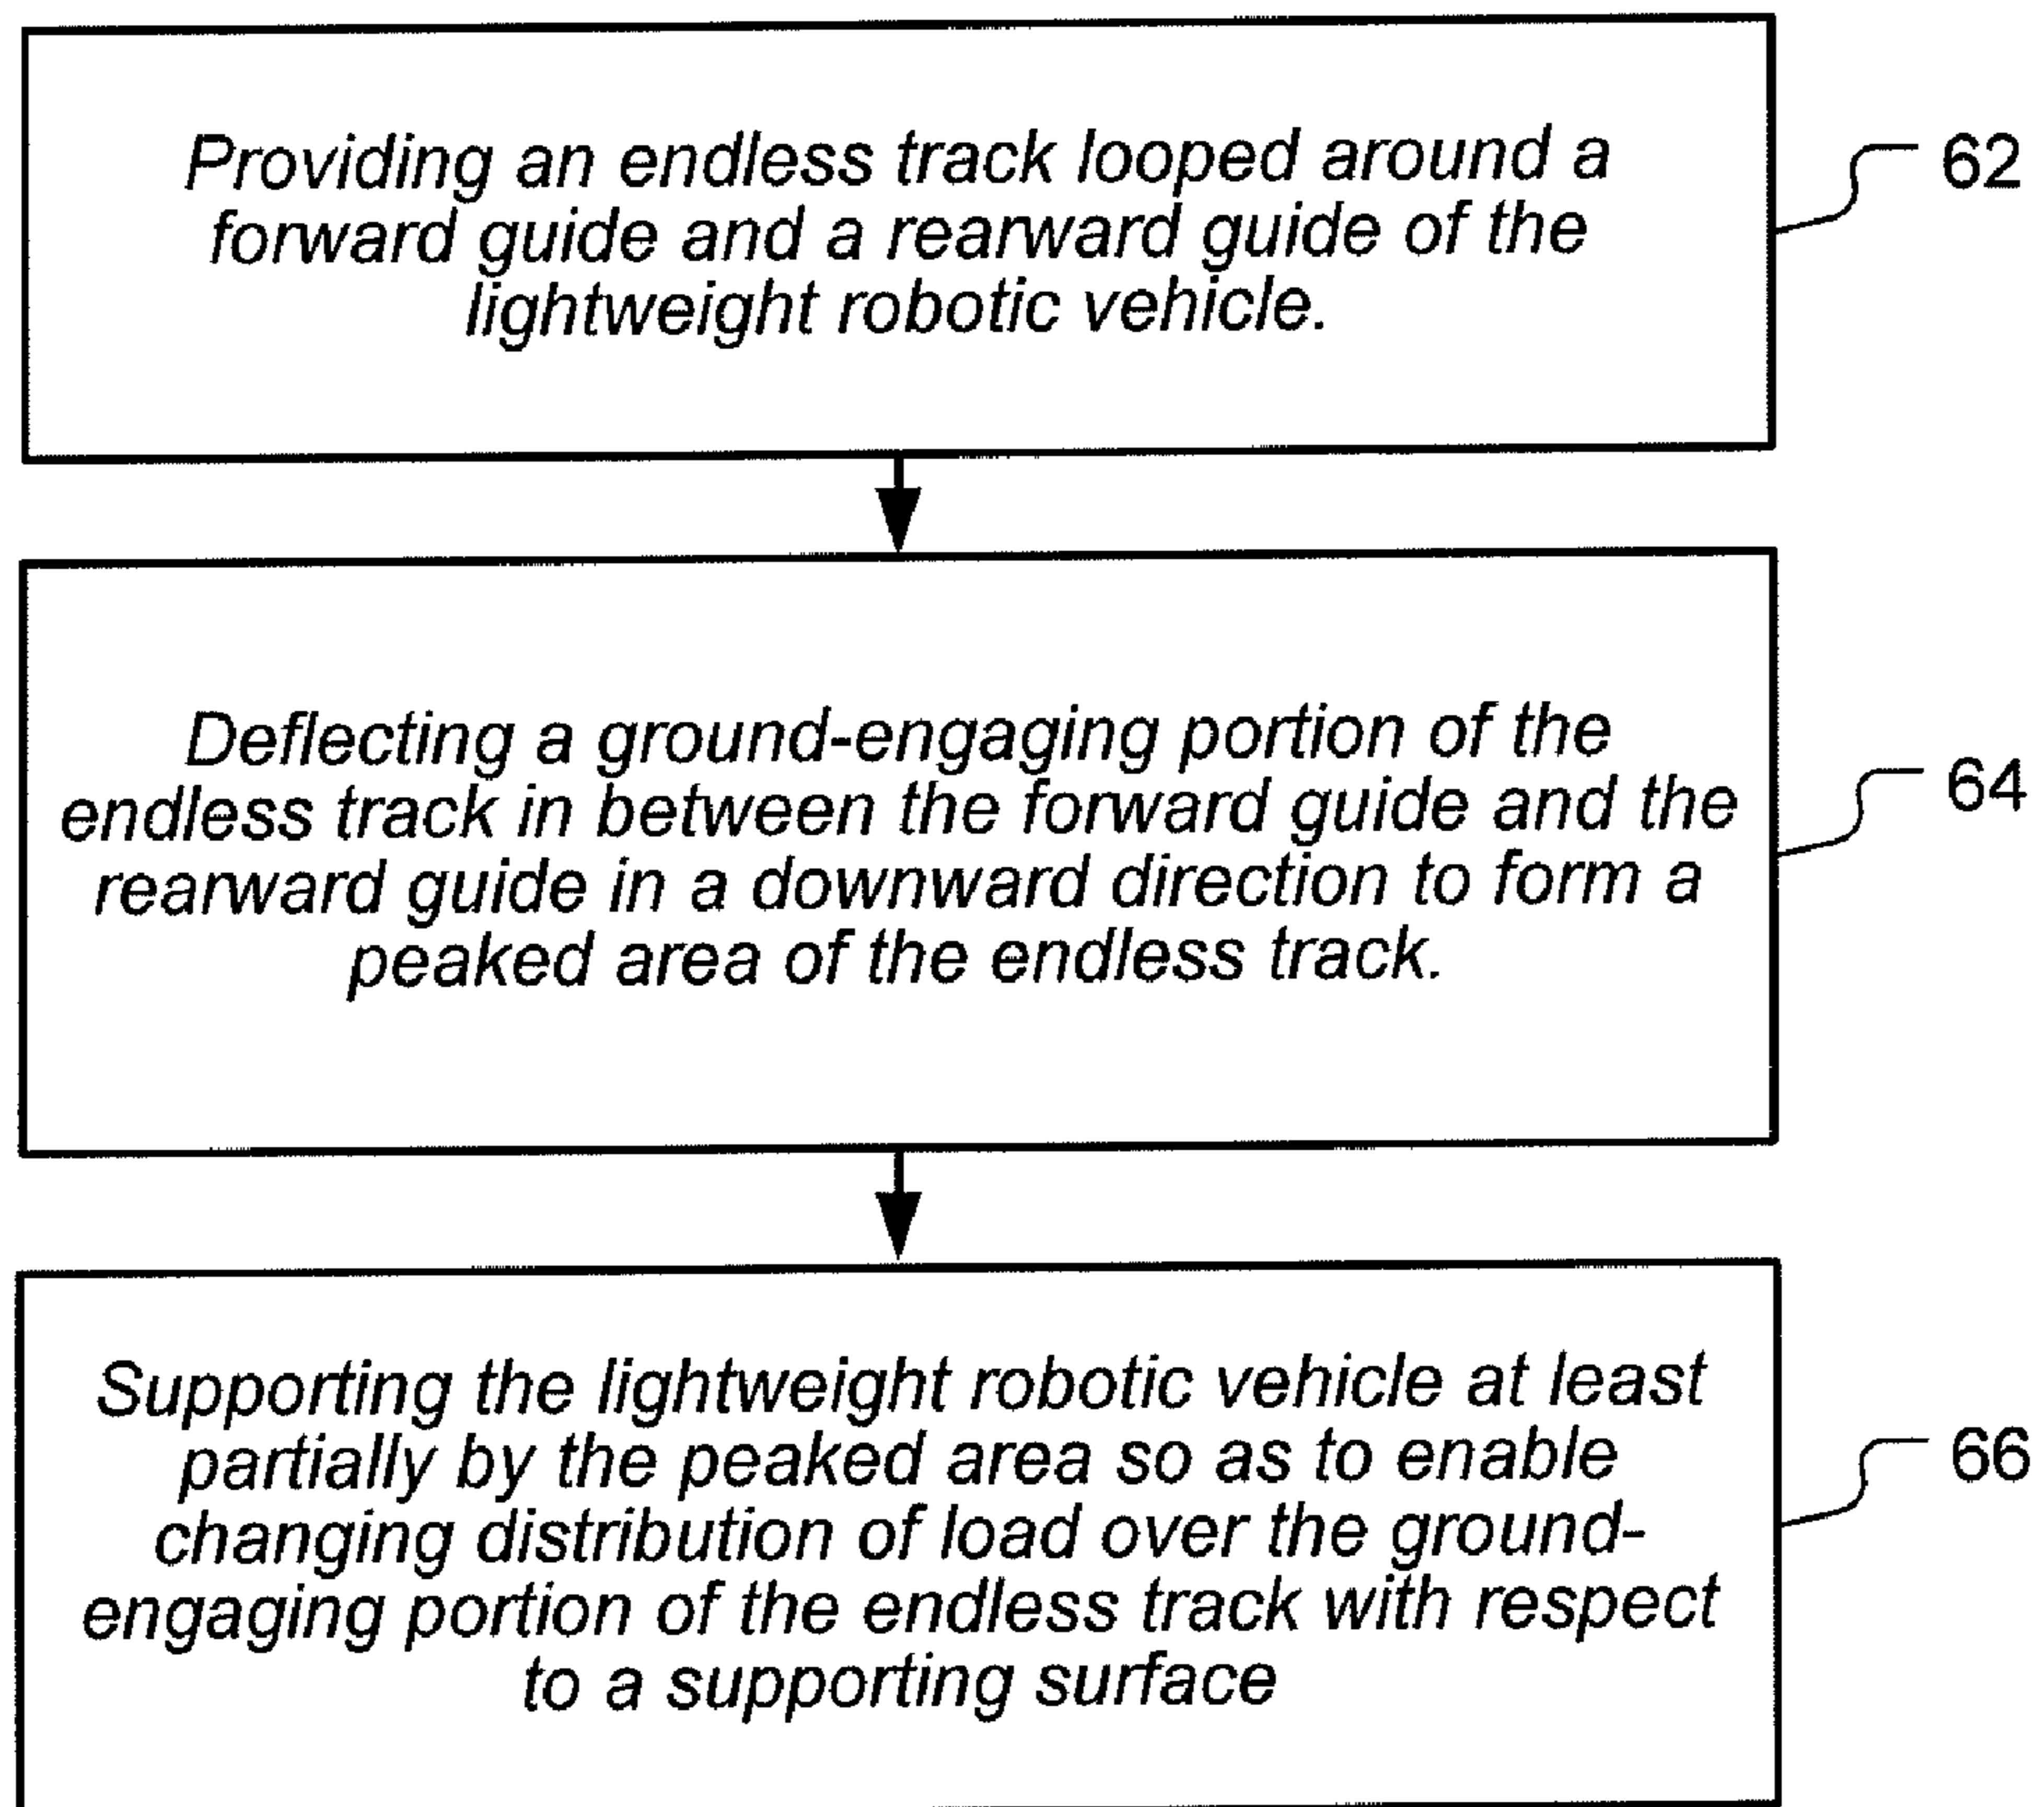 Providing an endless track looped around a
forward guide and a rearward guide of the
lightweight robotic vehicle.
62
Deflecting a ground-engaging portion of the
endless track in between the forward guide and the
rearward guide in a downward direction to form a
peaked area of the endless track.
64
Supporting the lightweight robotic vehicle at least
partially by the peaked area so as to enable
changing distribution of load over the ground-
engaging portion of the endless track with respect
to a supporting surface
66